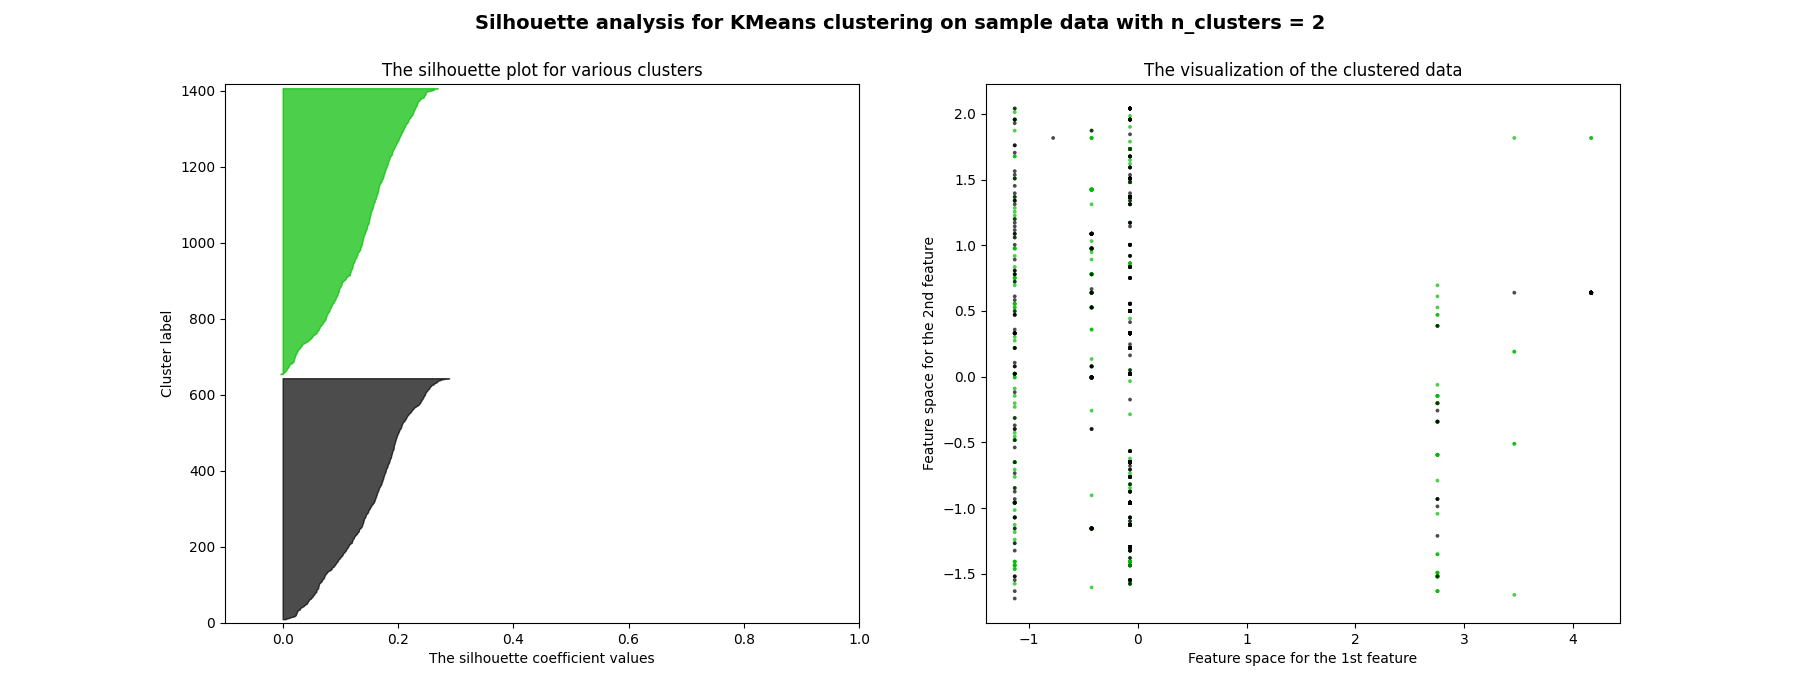 Silhouette analysis for KMeans clustering on sample data with n_clusters = 2
The silhouette plot for various clusters
1400
1200
1000
800
600
400
200
0
Cluster label
0.0 0.2 0.4 0.6 0.8 1.0
The silhouette coefficient values
The visualization of the clustered data
2.0
1.5
1.0
0.5
0.0
−0.5
−1.0
−1.5
Feature space for the 2nd feature
−1 0 1 2 3 4
Feature space for the 1st feature